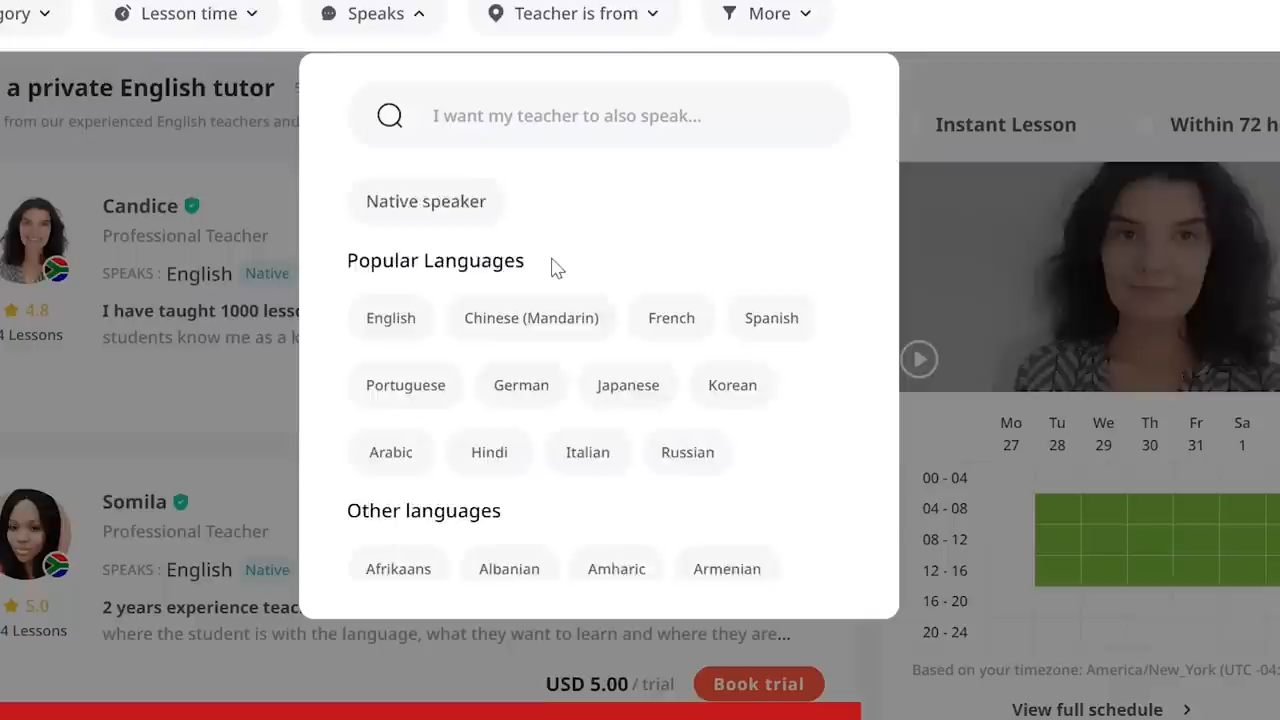 gory
Lesson time
Speaks
Teacher is from
More
a private English tutor
from our experienced English teachers and
I want my teacher to also speak...
Instant Lesson
Within 72 h
Native speaker
Candice
Professional Teacher
SPEAKS : English Native
4.8
4 Lessons
I have taught 1000 lesso
students know me as a k
Popular Languages
English
Chinese (Mandarin)
French
Spanish
Portuguese
German
Japanese
Korean
Arabic
Hindi
Italian
Russian
Other languages
Afrikaans
Albanian
Amharic
Armenian
Somila
Professional Teacher
SPEAKS : English Native
5.0
4 Lessons
2 years experience teac
where the student is with the language, what they want to learn and where they are...
USD 5.00 / trial
Book trial
Mo Tu We Th Fr Sa
27 28 29 30 31 1
00 - 04
04 - 08
08 - 12
12 - 16
16 - 20
20 - 24
Based on your timezone: America/New_York (UTC -04:
View full schedule